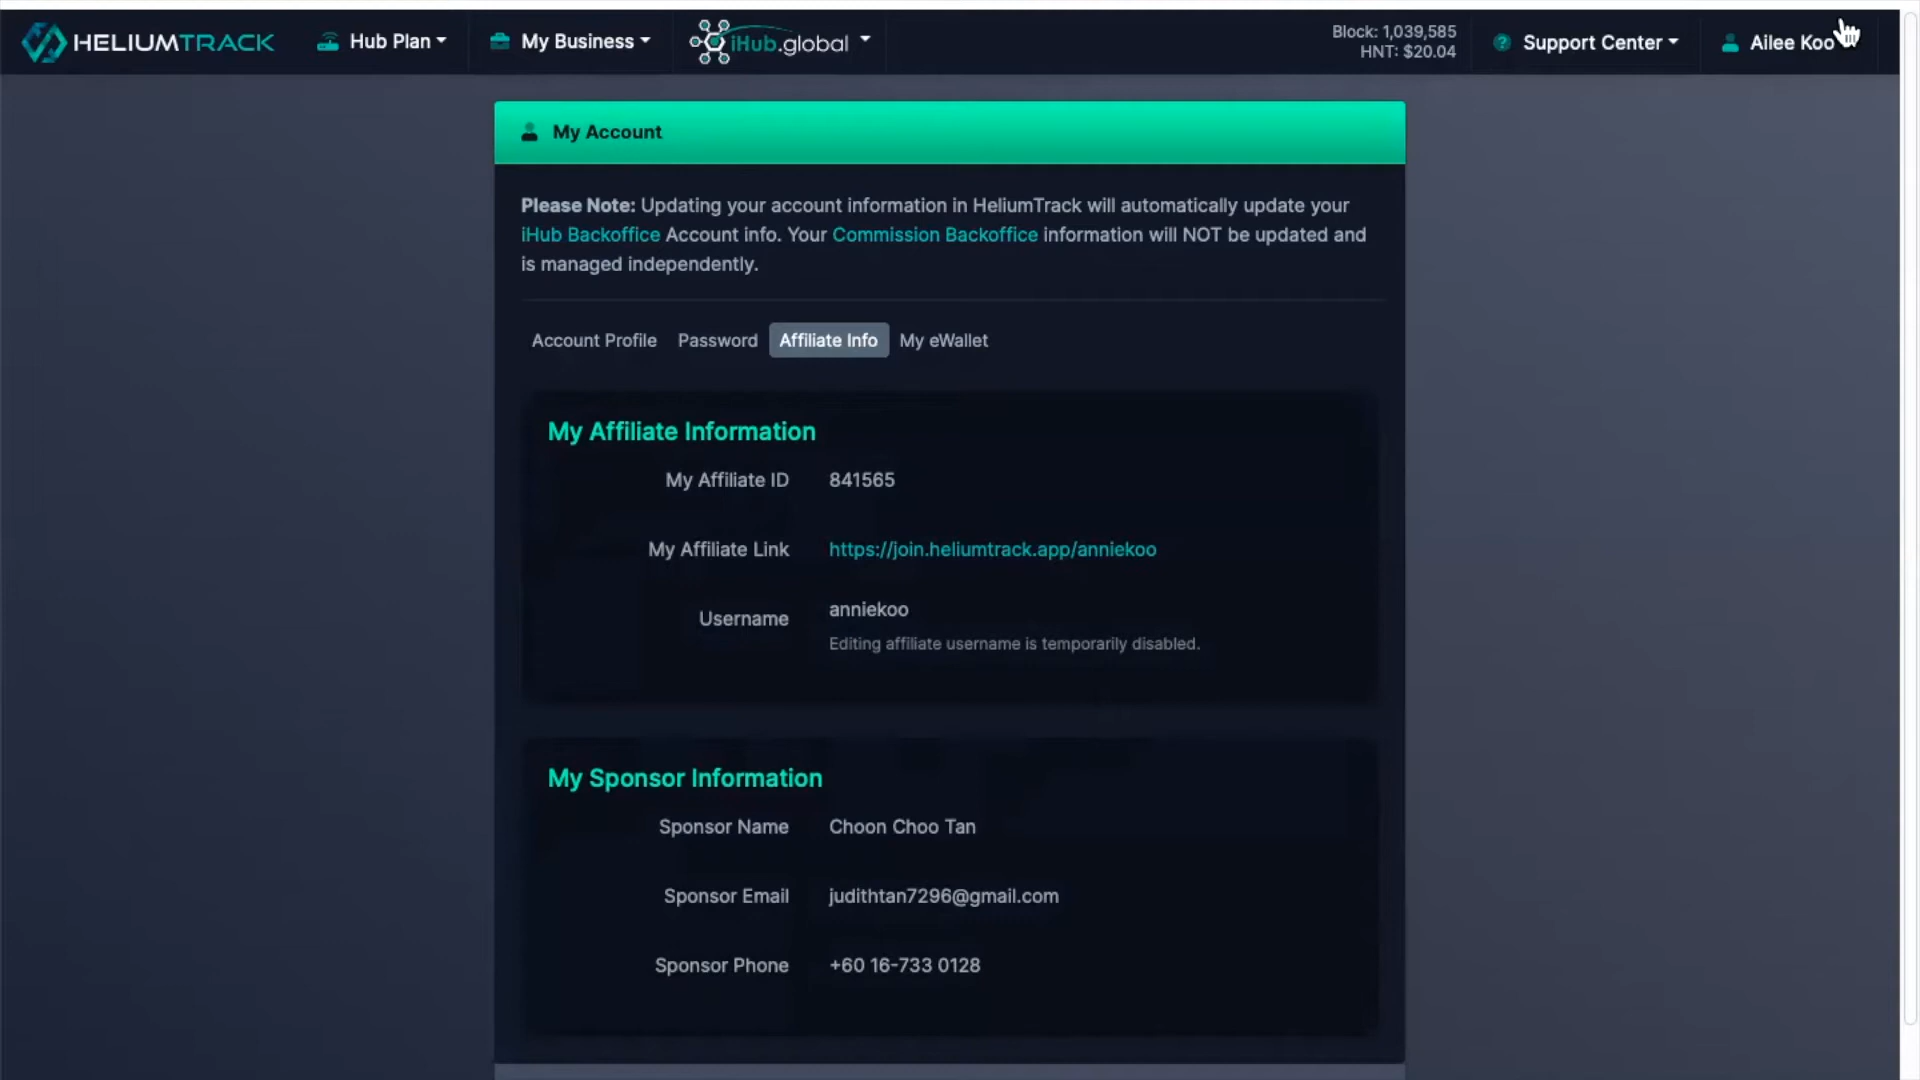 HELIUMTRACK
Hub Plan
My Business
iHub.global
Block: 1,039,585
HNT: $20.04
Support Center
Ailee Koo
My Account
Please Note: Updating your account information in HeliumTrack will automatically update your
iHub Backoffice Account info. Your Commission Backoffice information will NOT be updated and
is managed independently.
Account Profile
Password
Affiliate Info
My eWallet
My Affiliate Information
My Affiliate ID 841565
My Affiliate Link https://join.heliumtrack.app/anniekoo
Username anniekoo
Editing affiliate username is temporarily disabled.
My Sponsor Information
Sponsor Name Choon Choo Tan
Sponsor Email judithtan7296@gmail.com
Sponsor Phone +60 16-733 0128